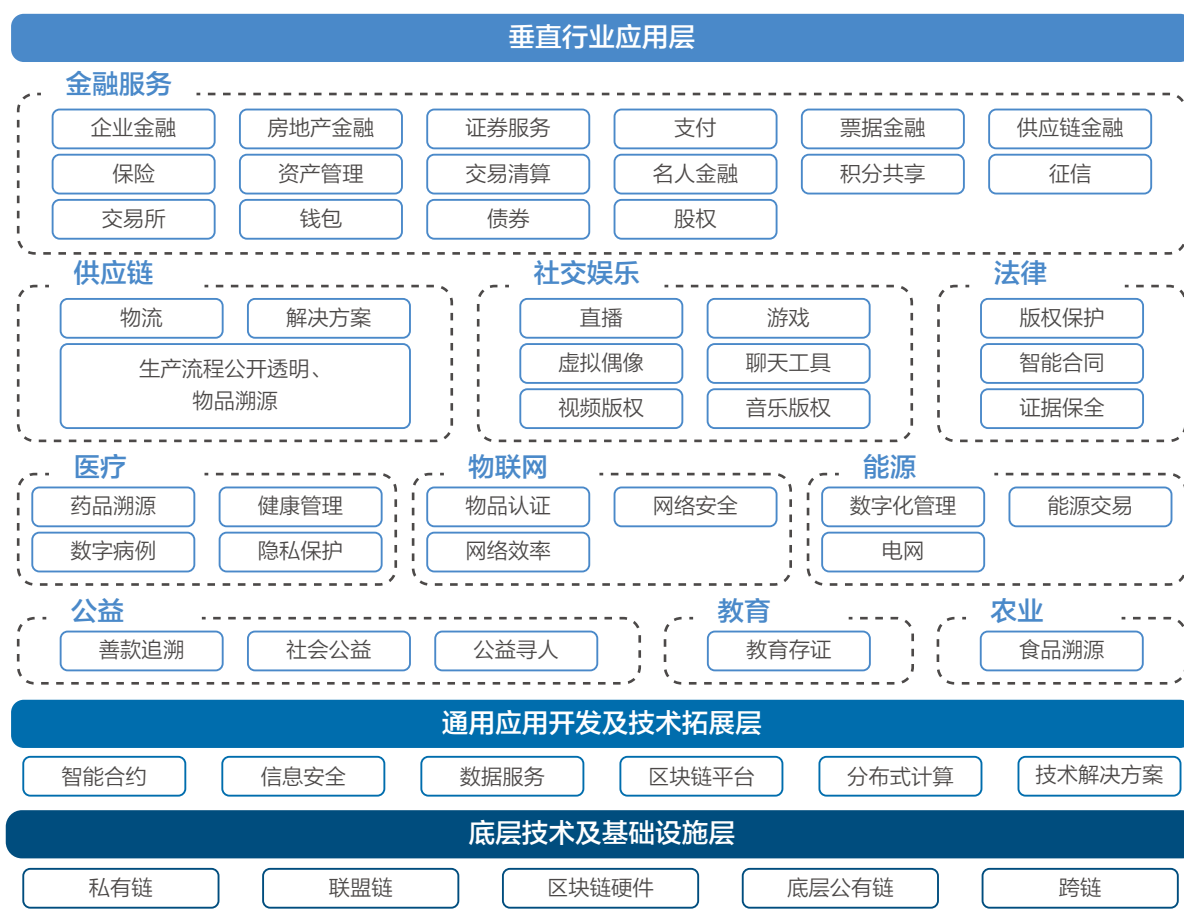 垂直行业应用层
金融服务
企业金融 房地产金融 证券服务 支付 票据金融 供应链金融
保险 资产管理 交易清算 名人金融 积分共享 征信
交易所 钱包 债券 股权
供应链
物流 解决方案
生产流程公开透明、
物品溯源
社交娱乐
直播 游戏
虚拟偶像 聊天工具
视频版权 音乐版权
法律
版权保护
智能合同
证据保全
医疗
药品溯源 健康管理
数字病例 隐私保护
物联网
物品认证 网络安全
网络效率
能源
数字化管理 能源交易
电网
公益
善款追溯 社会公益 公益寻人
教育
教育存证
农业
食品溯源
通用应用开发及技术拓展层
智能合约 信息安全 数据服务 区块链平台 分布式计算 技术解决方案
底层技术及基础设施层
私有链 联盟链 区块链硬件 底层公有链 跨链